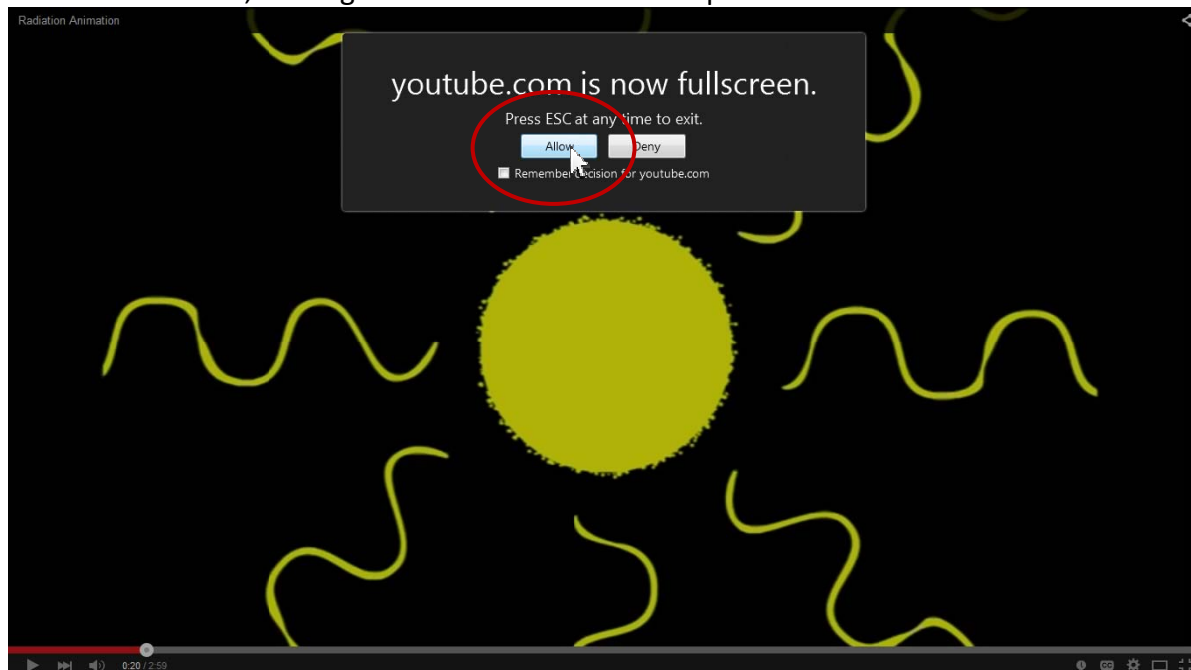 Radiation Animation
youtube.com is now fullscreen.
Press ESC at any time to exit.
Allow Deny
Remember decision for youtube.com
0:20 / 2:59
CC